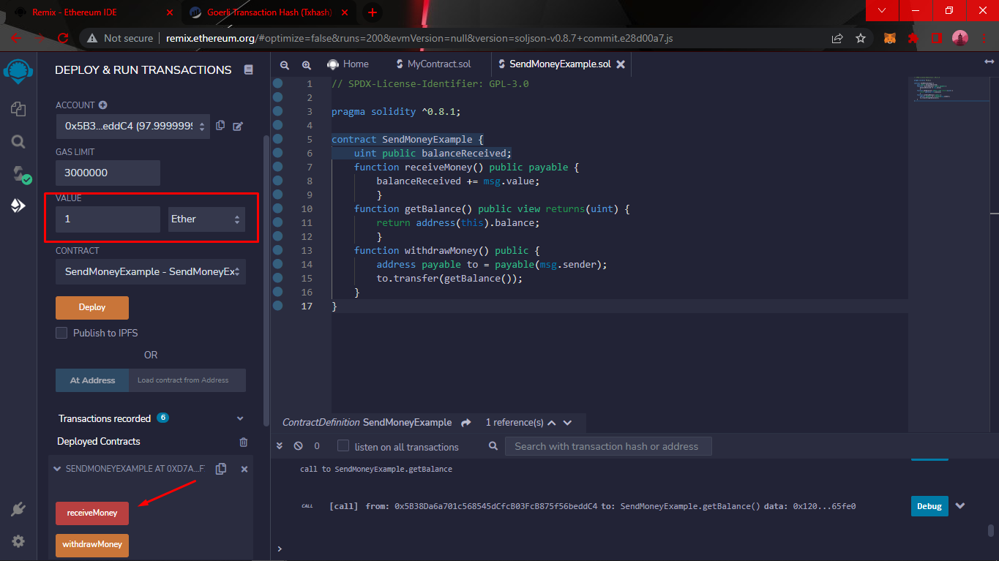 Remix - Ethereum IDE
Goerli Transaction Hash (Txhash)
Not secure
remix.ethereum.org/#optimize=false&runs=200&evmVersion=null&version=soljson-v0.8.7+commit.e28d00a7.js
DEPLOY & RUN TRANSACTIONS
ACCOUNT
0x5B3...eddC4 (97.9999999
GAS LIMIT
3000000
VALUE
1
Ether
CONTRACT
SendMoneyExample - SendMoneyEx
Deploy
Publish to IPFS
OR
At Address
Load contract from Address
Transactions recorded 6
Deployed Contracts
SENDMONEYEXAMPLE AT 0XD7A...F
receiveMoney
withdrawMoney
Home
MyContract.sol
SendMoneyExample.sol
1 // SPDX-License-Identifier: GPL-3.0
2
3 pragma solidity ^0.8.1;
4
5 contract SendMoneyExample {
6 uint public balanceReceived;
7 function receiveMoney() public payable {
8 balanceReceived += msg.value;
9 }
10 function getBalance() public view returns(uint) {
11 return address(this).balance;
12 }
13 function withdrawMoney() public {
14 address payable to = payable(msg.sender);
15 to.transfer(getBalance());
16 }
17 }
ContractDefinition SendMoneyExample
1 reference(s)
0
listen on all transactions
Search with transaction hash or address
call to SendMoneyExample.getBalance
CALL
[call] from: 0x5B38Da6a701c568545dCfcB03FcB875f56beddC4 to: SendMoneyExample.getBalance() data: 0x120...65fe0
Debug
>